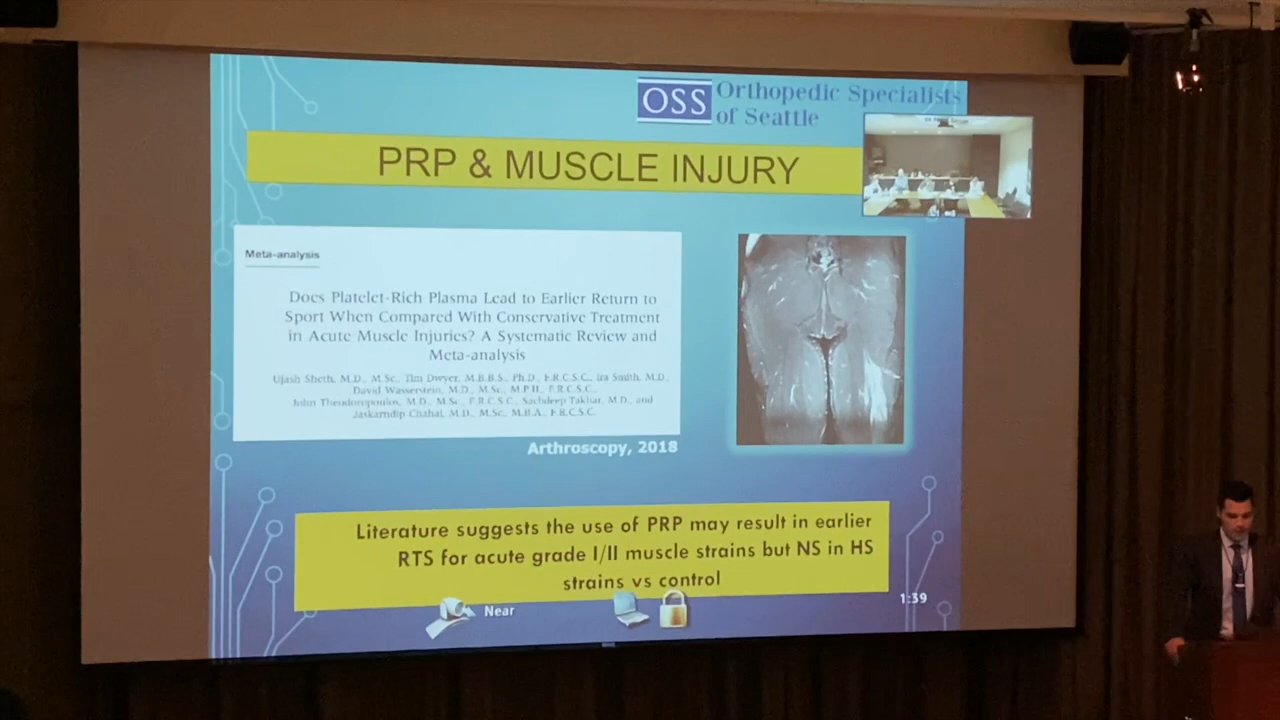 OSS Orthopedic Specialists
of Seattle
PRP & MUSCLE INJURY
Meta-analysis
Does Platelet-Rich Plasma Lead to Earlier Return to
Sport When Compared With Conservative Treatment
in Acute Muscle Injuries? A Systematic Review and
Meta-analysis
Ujash Sheth, M.D., M.Sc., Tim Dwyer, M.B.B.S., Ph.D., F.R.C.S.C., Ira Smith, M.D.,
David Wasserstein, M.D., M.Sc., M.P.H., F.R.C.S.C.,
John Theodoropoulos, M.D., M.Sc., F.R.C.S.C., Sachdeep Takhar, M.D., and
Jaskarndip Chahal, M.D., M.Sc., M.B.A., F.R.C.S.C.
Arthroscopy, 2018
Literature suggests the use of PRP may result in earlier
RTS for acute grade I/II muscle strains but NS in HS
strains vs control
Near
1:39